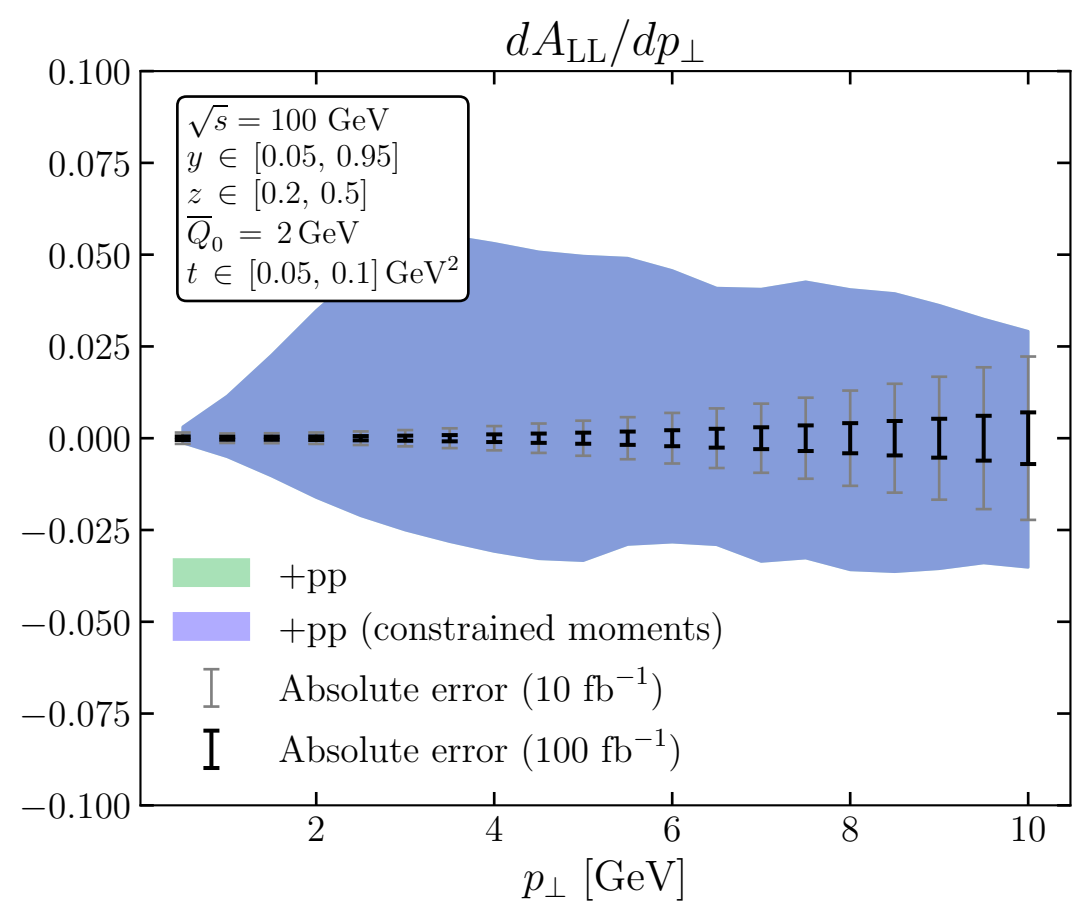 dA_LL/dp_⊥
0.100
0.075
0.050
0.025
0.000
−0.025
−0.050
−0.075
−0.100
√s = 100 GeV
y ∈ [0.05, 0.95]
z ∈ [0.2, 0.5]
Q̅₀ = 2 GeV
t ∈ [0.05, 0.1] GeV²
+pp
+pp (constrained moments)
Absolute error (10 fb⁻¹)
Absolute error (100 fb⁻¹)
2 4 6 8 10
p_⊥ [GeV]